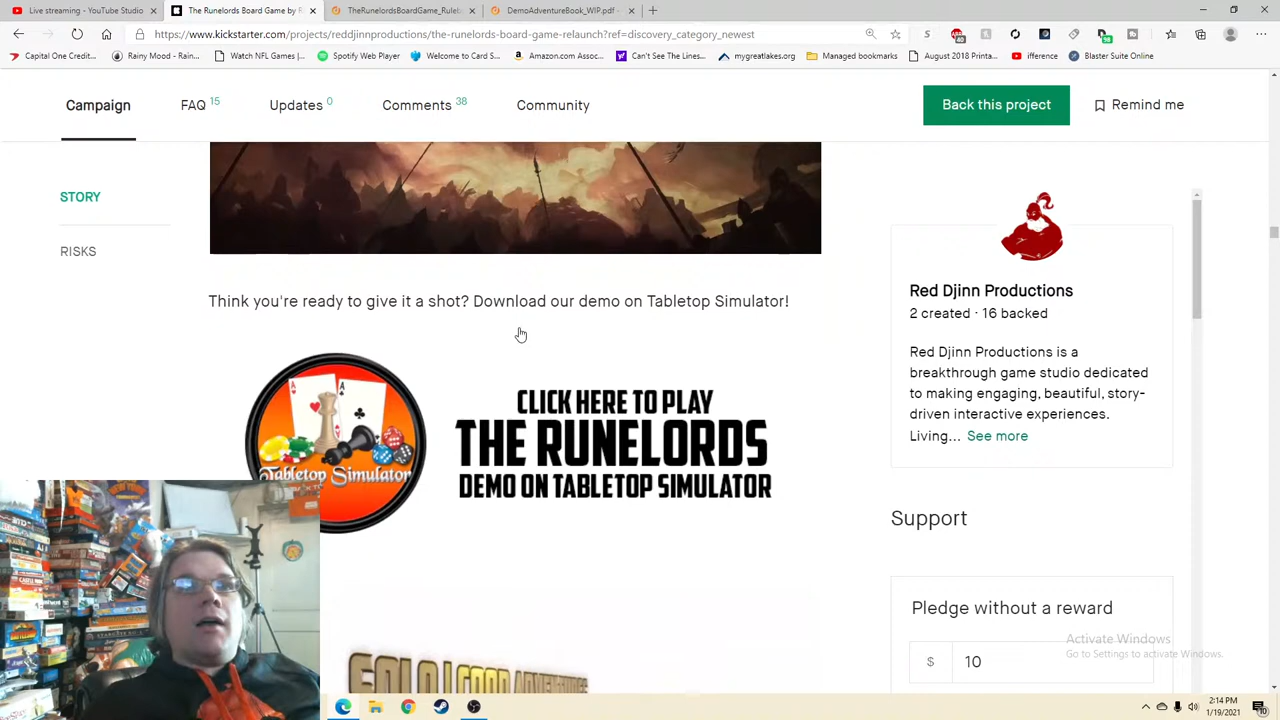 Live streaming - YouTube Studio
The Runelords Board Game by R
TheRunelordsBoardGame_Ruleb
DemoAdventureBook_WIP.pdf -
https://www.kickstarter.com/projects/reddjinnproductions/the-runelords-board-game-relaunch?ref=discovery_category_newest
Capital One Credit...
Rainy Mood - Rain...
Watch NFL Games |...
Spotify Web Player
Welcome to Card S...
Amazon.com Assoc...
Can't See The Lines...
mygreatlakes.org
Managed bookmarks
August 2018 Printa...
ifference
Blaster Suite Online
Campaign
FAQ 15
Updates 0
Comments 38
Community
Back this project
Remind me
STORY
RISKS
Think you're ready to give it a shot? Download our demo on Tabletop Simulator!
Tabletop Simulator
CLICK HERE TO PLAY
THE RUNELORDS
DEMO ON TABLETOP SIMULATOR
Red Djinn Productions
2 created · 16 backed
Red Djinn Productions is a
breakthrough game studio dedicated
to making engaging, beautiful, story-
driven interactive experiences.
Living... See more
Support
Pledge without a reward
$ 10
Activate Windows
Go to Settings to activate Windows.
2:14 PM
1/19/2021